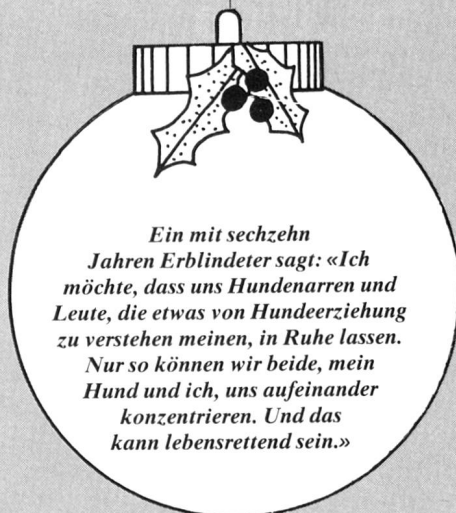 Ein mit sechzehn
Jahren Erblindeter sagt: «Ich
möchte, dass uns Hundenarren und
Leute, die etwas von Hundeerziehung
zu verstehen meinen, in Ruhe lassen.
Nur so können wir beide, mein
Hund und ich, uns aufeinander
konzentrieren. Und das
kann lebensrettend sein.»